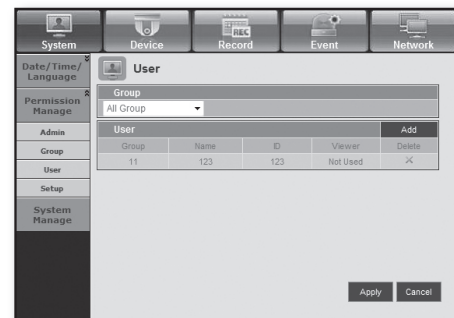 System Device Record Event Network
REC
Date/Time/
Language
Permission
Manage
Admin
Group
User
Setup
System
Manage
User
Group
All Group
User Add
Group Name ID Viewer Delete
11 123 123 Not Used
Apply Cancel